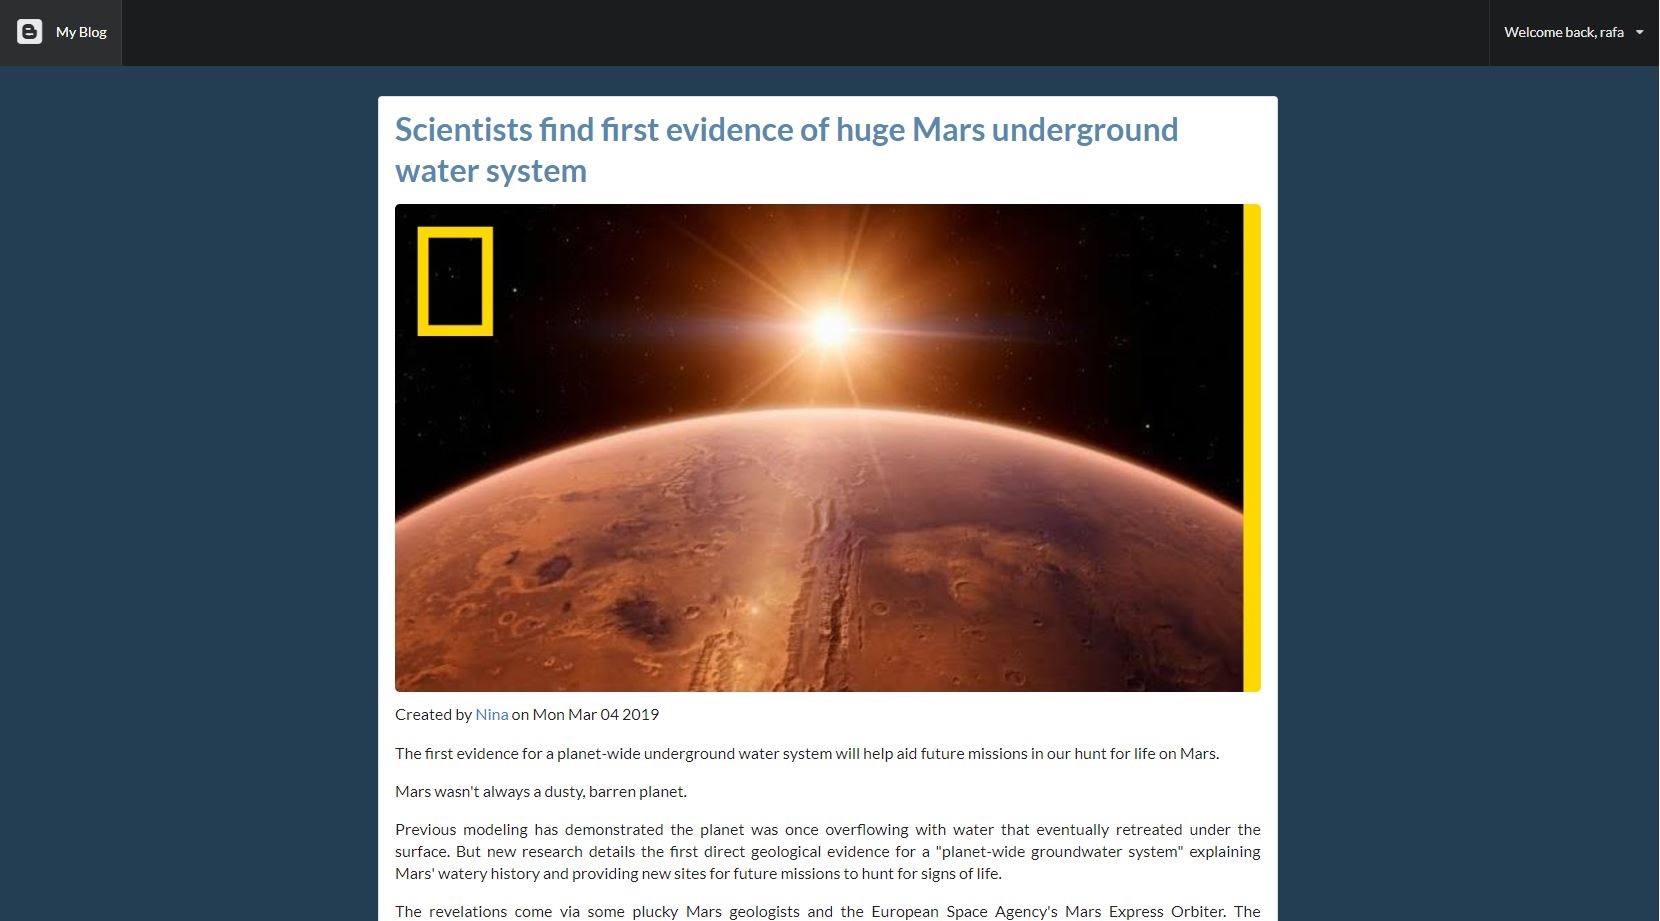 My Blog
Welcome back, rafa
Scientists find first evidence of huge Mars underground
water system
Created by Nina on Mon Mar 04 2019
The first evidence for a planet-wide underground water system will help aid future missions in our hunt for life on Mars.
Mars wasn't always a dusty, barren planet.
Previous modeling has demonstrated the planet was once overflowing with water that eventually retreated under the
surface. But new research details the first direct geological evidence for a "planet-wide groundwater system" explaining
Mars' watery history and providing new sites for future missions to hunt for signs of life.
The revelations come via some plucky Mars geologists and the European Space Agency's Mars Express Orbiter. The